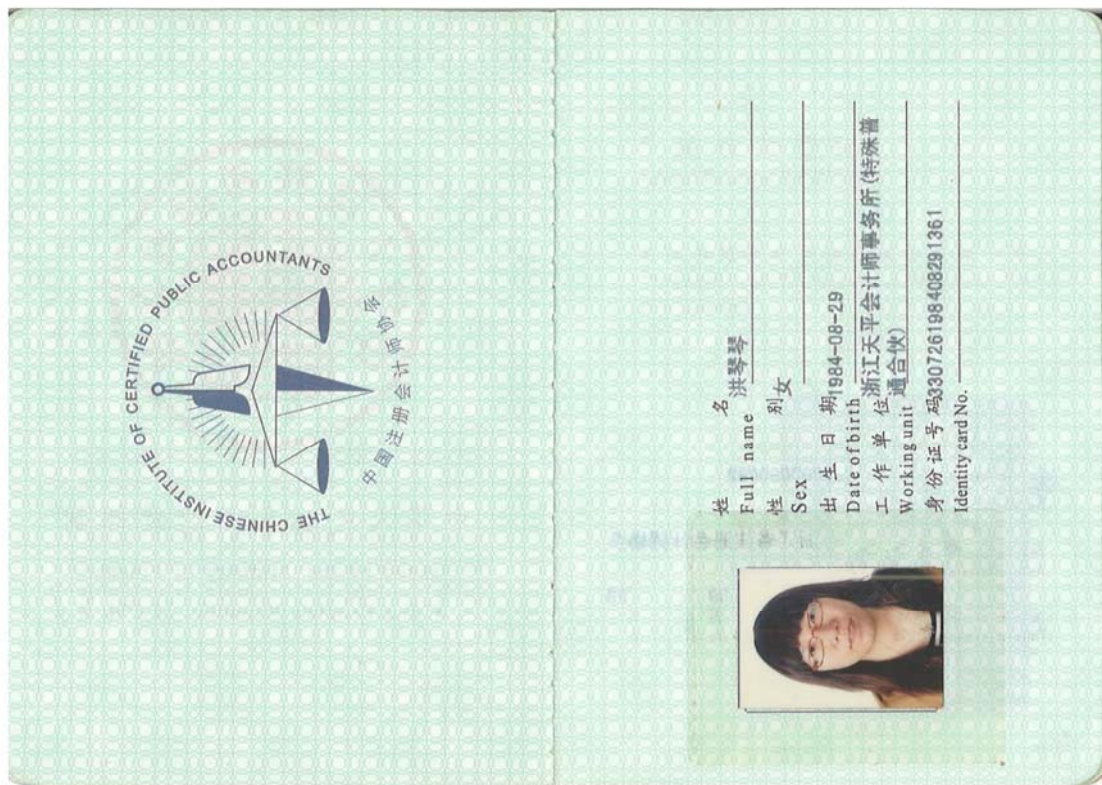 THE CHINESE INSTITUTE OF CERTIFIED PUBLIC ACCOUNTANTS
中国注册会计师协会
姓 名 洪琴琴
Full name
性 别 女
Sex
出 生 日 期 1984-08-29
Date of birth
工 作 单 位 浙江天平会计师事务所(特殊普
通合伙)
Working unit
身 份 证 号 码 330726198408291361
Identity card No.